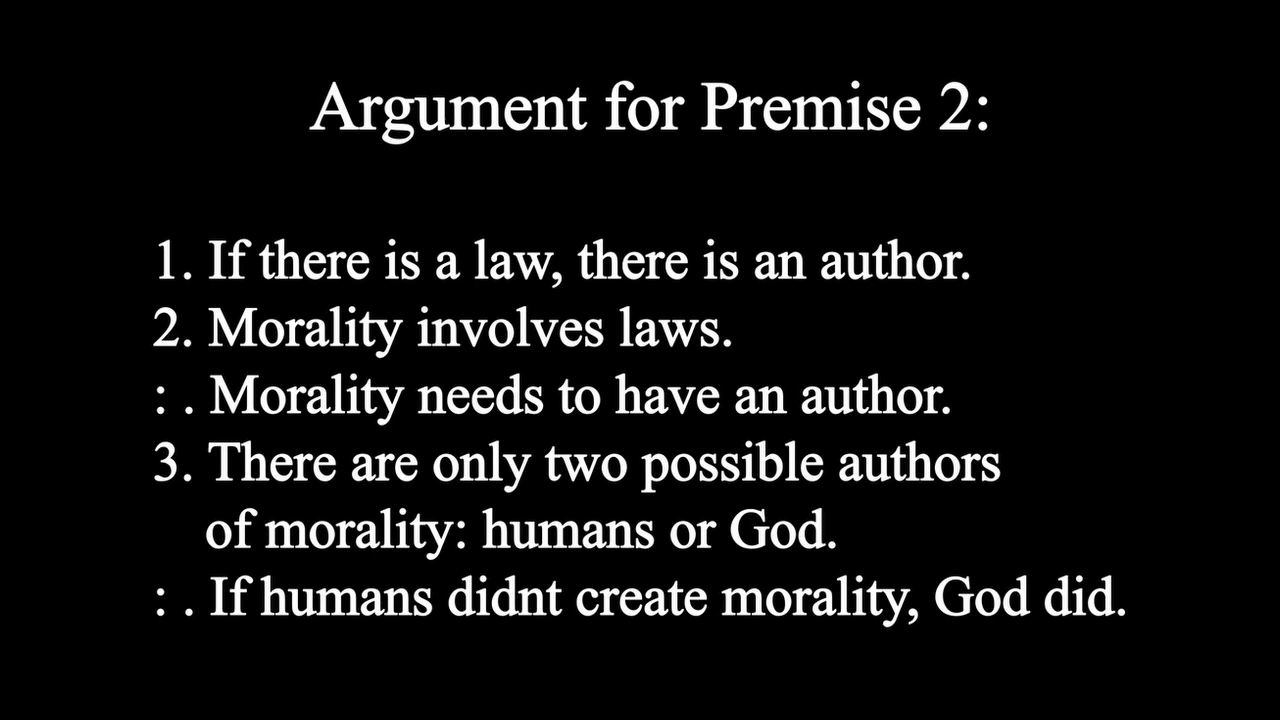 Argument for Premise 2:
1. If there is a law, there is an author.
2. Morality involves laws.
: . Morality needs to have an author.
3. There are only two possible authors
of morality: humans or God.
: . If humans didnt create morality, God did.